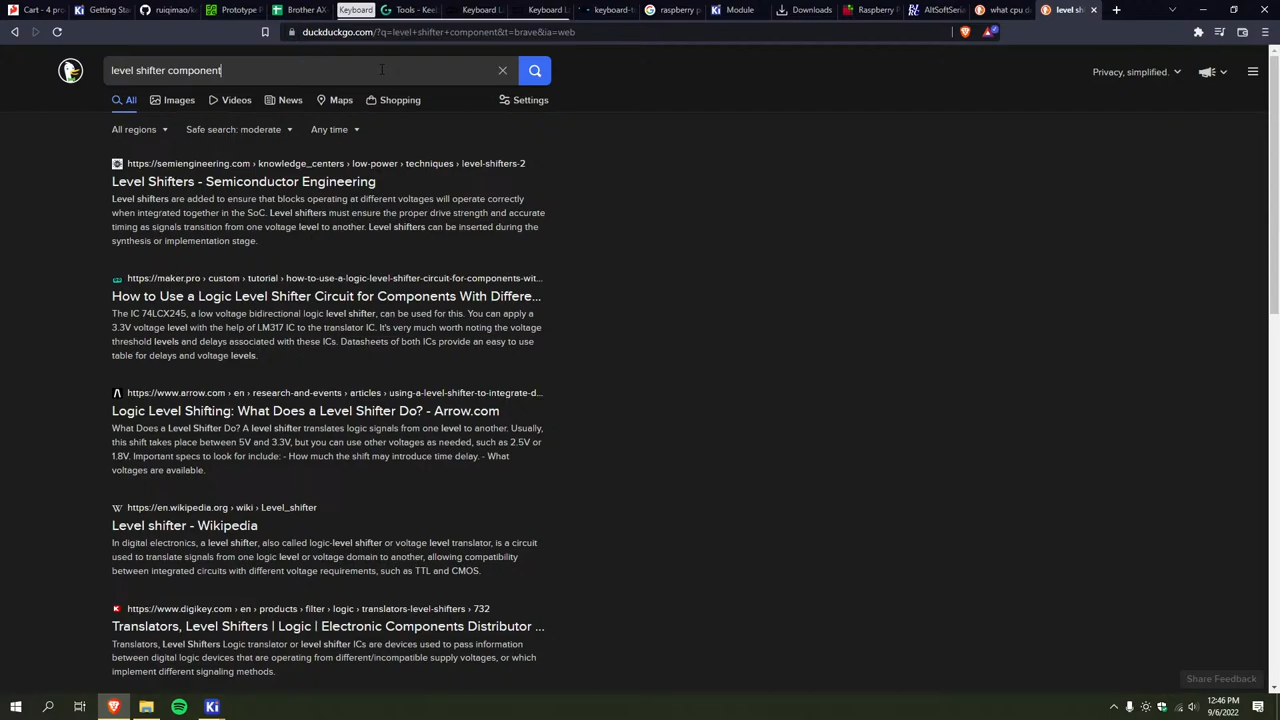 Cart - 4 pro
Getting Star
ruiqimao/k
Prototype P
Brother AX
Keyboard
Tools - Keel
Keyboard L
Keyboard L
keyboard-t
raspberry p
Module
Downloads
Raspberry P
AltSoftSeria
what cpu d
level sh
duckduckgo.com/?q=level+shifter+component&t=brave&ia=web
level shifter component
Privacy, simplified.
All
Images
Videos
News
Maps
Shopping
Settings
All regions
Safe search: moderate
Any time
https://semiengineering.com › knowledge_centers › low-power › techniques › level-shifters-2
Level Shifters - Semiconductor Engineering
Level shifters are added to ensure that blocks operating at different voltages will operate correctly
when integrated together in the SoC. Level shifters must ensure the proper drive strength and accurate
timing as signals transition from one voltage level to another. Level shifters can be inserted during the
synthesis or implementation stage.
https://maker.pro › custom › tutorial › how-to-use-a-logic-level-shifter-circuit-for-components-wit...
How to Use a Logic Level Shifter Circuit for Components With Differe...
The IC 74LCX245, a low voltage bidirectional logic level shifter, can be used for this. You can apply a
3.3V voltage level with the help of LM317 IC to the translator IC. It's very much worth noting the voltage
threshold levels and delays associated with these ICs. Datasheets of both ICs provide an easy to use
table for delays and voltage levels.
https://www.arrow.com › en › research-and-events › articles › using-a-level-shifter-to-integrate-d...
Logic Level Shifting: What Does a Level Shifter Do? - Arrow.com
What Does a Level Shifter Do? A level shifter translates logic signals from one level to another. Usually,
this shift takes place between 5V and 3.3V, but you can use other voltages as needed, such as 2.5V or
1.8V. Important specs to look for include: - How much the shift may introduce time delay. - What
voltages are available.
https://en.wikipedia.org › wiki › Level_shifter
Level shifter - Wikipedia
In digital electronics, a level shifter, also called logic-level shifter or voltage level translator, is a circuit
used to translate signals from one logic level or voltage domain to another, allowing compatibility
between integrated circuits with different voltage requirements, such as TTL and CMOS.
https://www.digikey.com › en › products › filter › logic › translators-level-shifters › 732
Translators, Level Shifters | Logic | Electronic Components Distributor ...
Translators, Level Shifters Logic translator or level shifter ICs are devices used to pass information
between digital logic devices that are operating from different/incompatible supply voltages, or which
implement different signaling methods.
Share Feedback
Ki
12:46 PM
9/6/2022